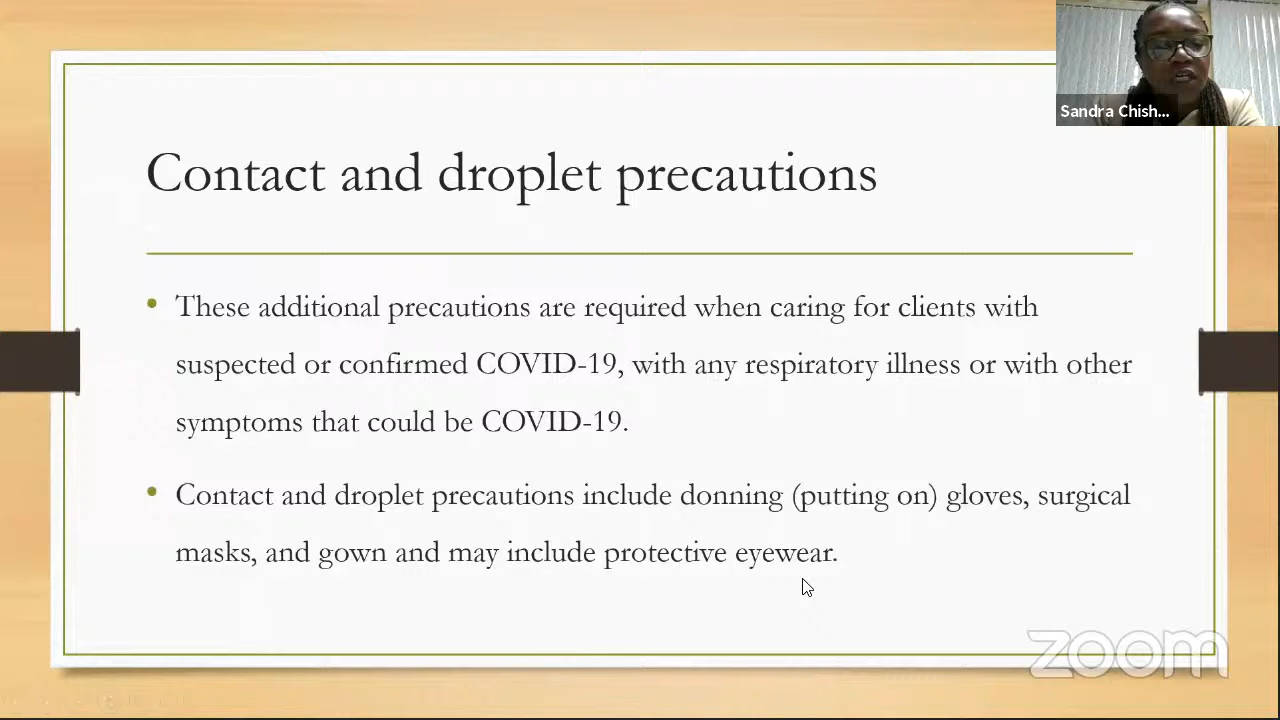 Sandra Chish...
Contact and droplet precautions
• These additional precautions are required when caring for clients with
suspected or confirmed COVID-19, with any respiratory illness or with other
symptoms that could be COVID-19.
• Contact and droplet precautions include donning (putting on) gloves, surgical
masks, and gown and may include protective eyewear.
zoom